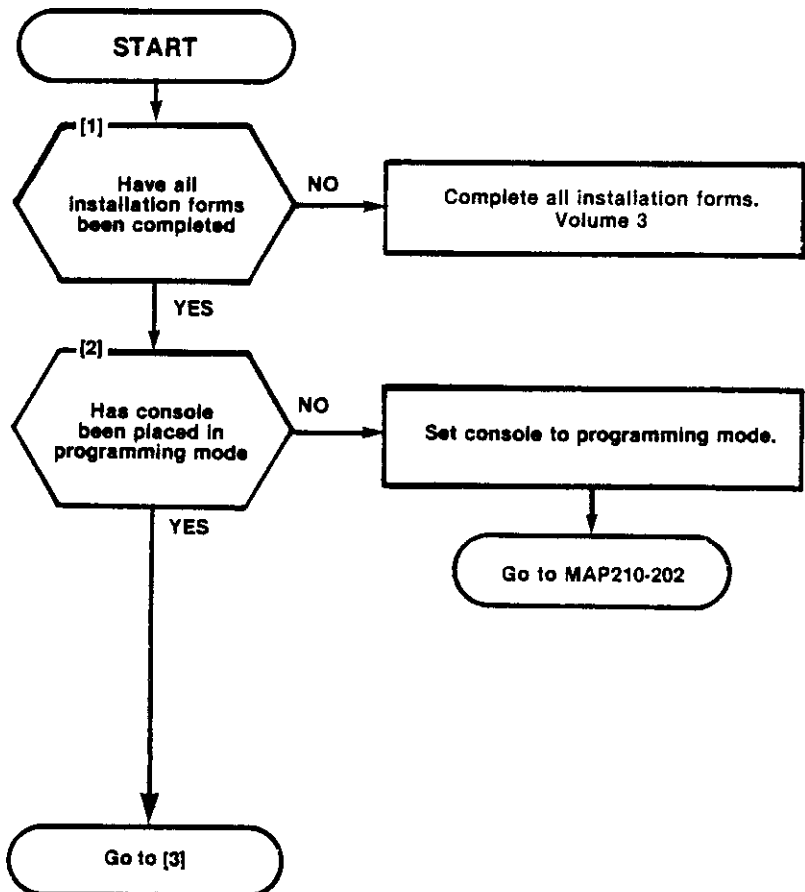 START
[1]
Have all
installation forms
been completed
NO
Complete all installation forms.
Volume 3
YES
[2]
Has console
been placed in
programming mode
NO
Set console to programming mode.
YES
Go to MAP210-202
Go to [3]